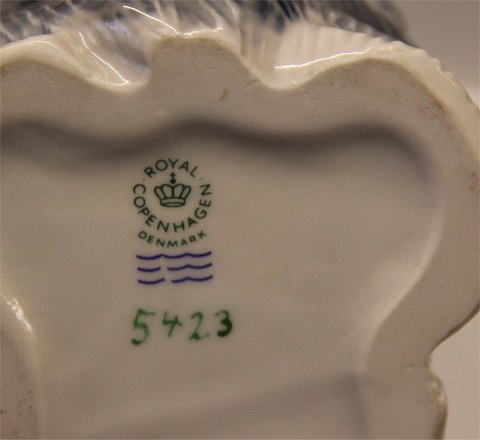 ROYAL
COPENHAGEN
DENMARK
5423